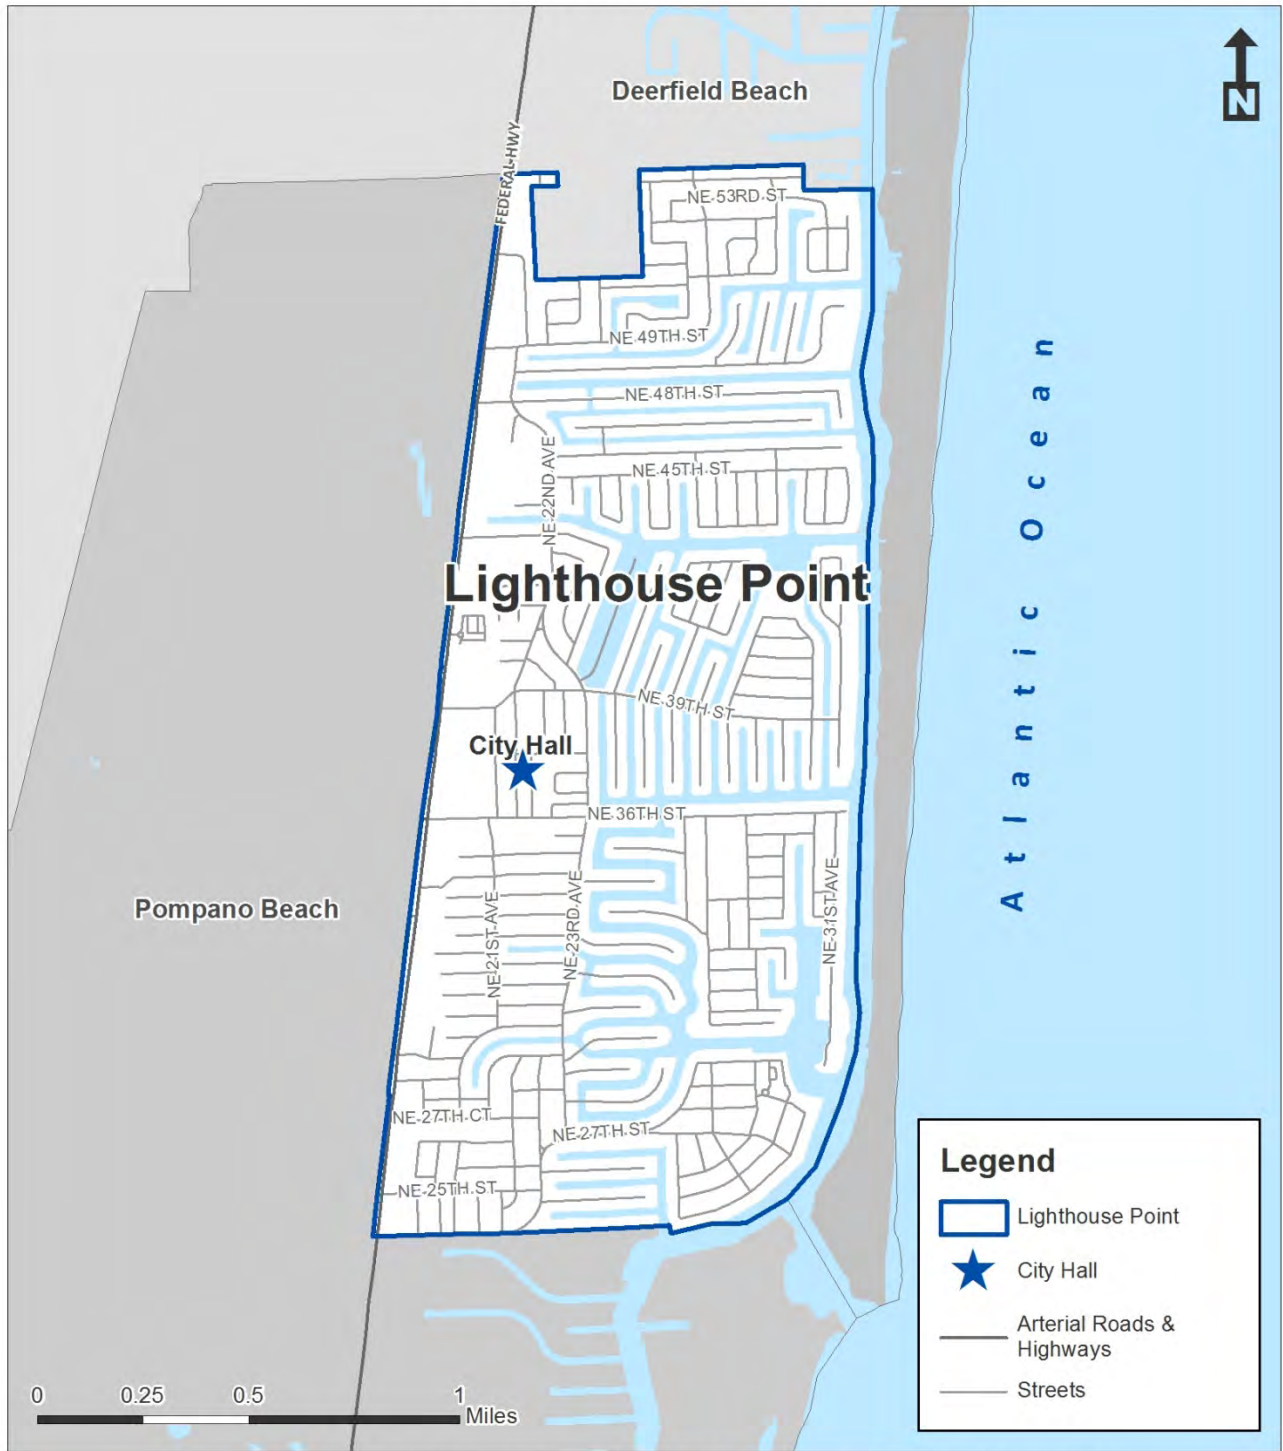 Deerfield Beach
N
FEDERAL HWY
NE 53RD ST
NE 49TH ST
NE 48TH ST
NE 22ND AVE
NE 45TH ST
Atlantic Ocean
Lighthouse Point
NE 39TH ST
City Hall
NE 36TH ST
Pompano Beach
NE 21ST AVE
NE 23RD AVE
NE 31ST AVE
NE 27TH CT
NE 27TH ST
NE 25TH ST
Legend
Lighthouse Point
City Hall
Arterial Roads &
Highways
Streets
0 0.25 0.5 1
Miles